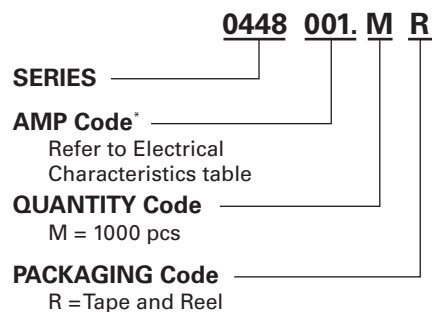 0448 001. M R
SERIES
AMP Code*
Refer to Electrical
Characteristics table
QUANTITY Code
M = 1000 pcs
PACKAGING Code
R = Tape and Reel